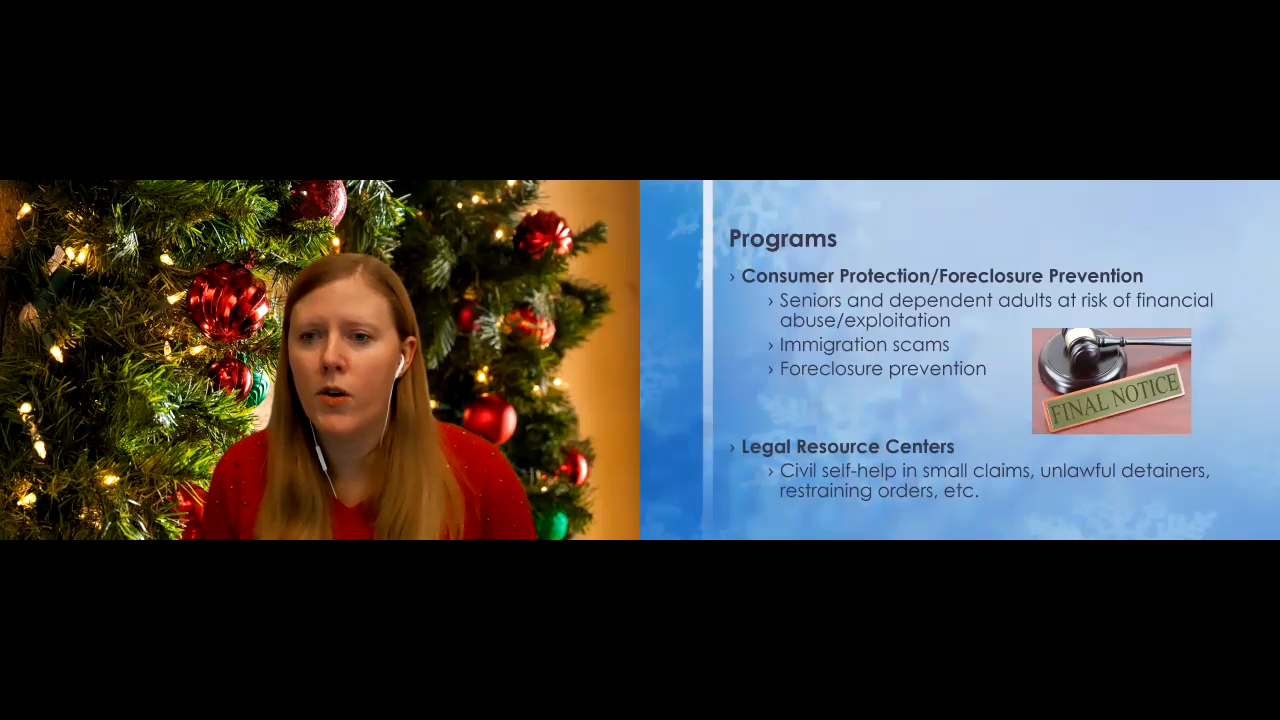 Programs
› Consumer Protection/Foreclosure Prevention
› Seniors and dependent adults at risk of financial
abuse/exploitation
› Immigration scams
› Foreclosure prevention
FINAL NOTICE
› Legal Resource Centers
› Civil self-help in small claims, unlawful detainers,
restraining orders, etc.